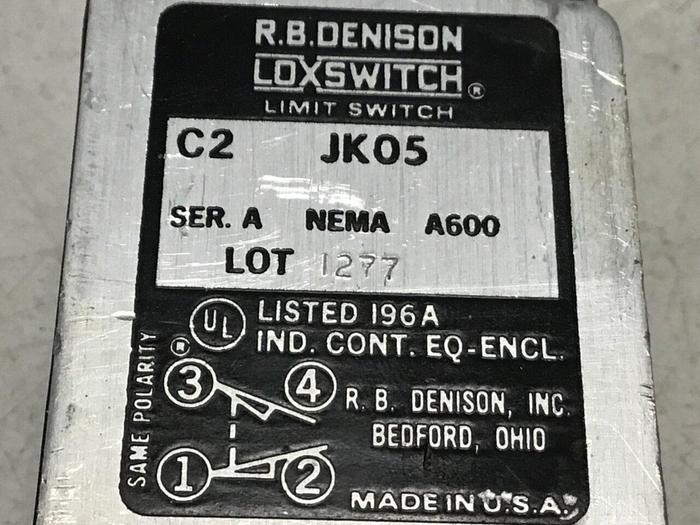 R.B.DENISON
LOXSWITCH ®
LIMIT SWITCH
C2 JK05
SER. A NEMA A600
LOT 1277
UL ® LISTED 196A
IND. CONT. EQ-ENCL.
SAME POLARITY
3 4
R. B. DENISON, INC.
BEDFORD, OHIO
1 2
MADE IN U.S.A.